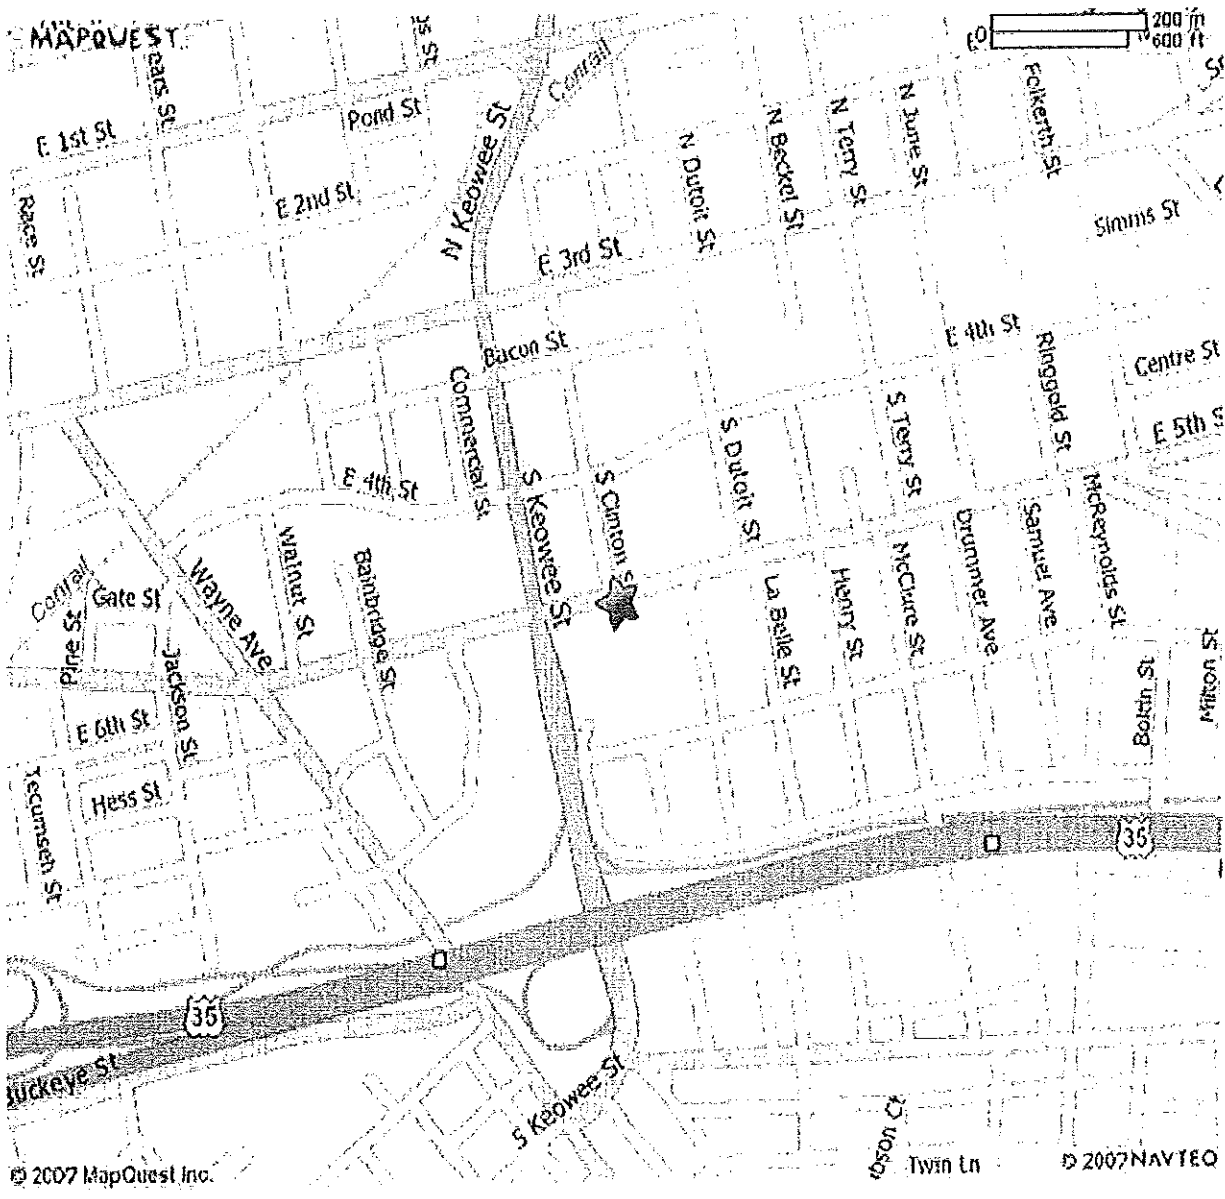 MAPQUEST
0
200 m
600 ft
Conrail
Pond St
E 1st St
N Keowee St
N Dutoit St
N Beckel St
N Terry St
N June St
Folkerth St
E 2nd St
Race St
Simms St
E 3rd St
Bacon St
E 4th St
Ringgold St
Centre St
Commercial St
S Terry St
E 5th S
S Dutoit St
E 4th St
S Keowee St
S Clinton S
McReynolds St
Samuel Ave
Drummer Ave
Walnut St
Bainbridge St
Wayne Ave
McClure St
Henry St
La Belle St
Conrail
Gate St
Pine St
Jackson St
Boltin St
Milton St
E 6th St
Hess St
Tecumseh St
35
35
Buckeye St
S Keowee St
Twin Ln
© 2007 MapQuest Inc.
© 2007 NAVTEQ